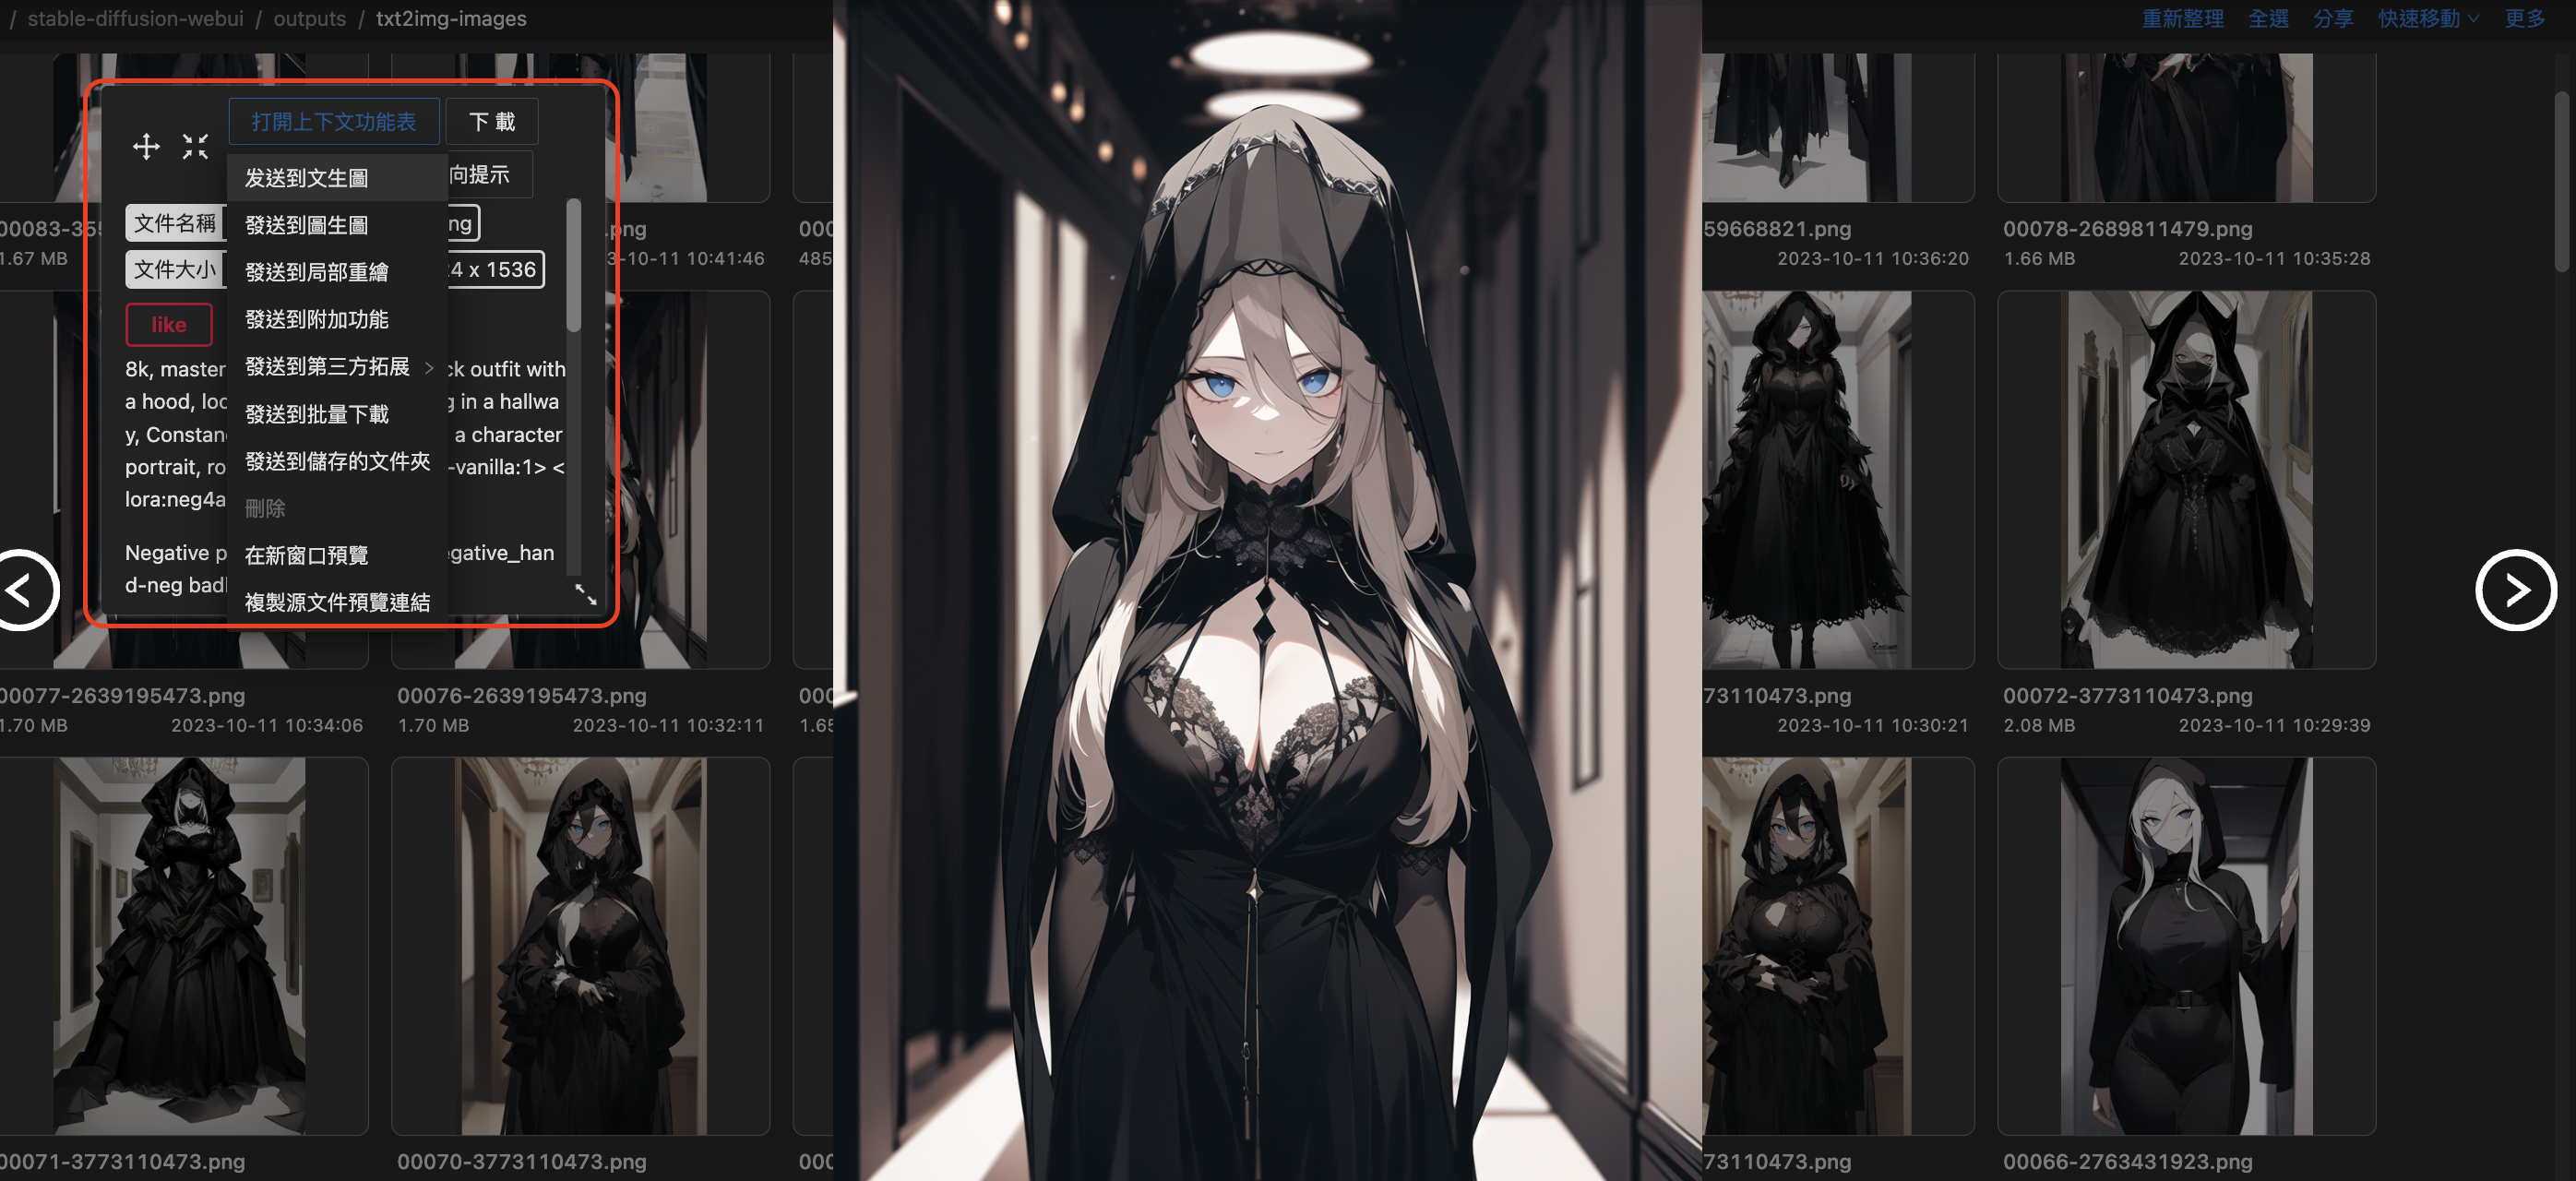 / stable-diffusion-webui / outputs / txt2img-images
重新整理 全選 分享 快速移動 更多
打開上下文功能表 下 載
向提示
发送到文生圖
發送到圖生圖
發送到局部重繪
發送到附加功能
發送到第三方拓展 >
發送到批量下載
發送到儲存的文件夾
刪除
在新窗口預覽
複製源文件預覽連結
文件名稱 ng
文件大小 4 x 1536
like
8k, master ck outfit with
a hood, loo g in a hallwa
y, Constan a character
portrait, ro -vanilla:1> <
lora:neg4a
Negative p egative_han
d-neg badl
00083-355 .png 000 59668821.png 00078-2689811479.png
1.67 MB 3-10-11 10:41:46 485 2023-10-11 10:36:20 1.66 MB 2023-10-11 10:35:28
00077-2639195473.png 00076-2639195473.png 000 73110473.png 00072-3773110473.png
1.70 MB 2023-10-11 10:34:06 1.70 MB 2023-10-11 10:32:11 1.65 2023-10-11 10:30:21 2.08 MB 2023-10-11 10:29:39
00071-3773110473.png 00070-3773110473.png 000 73110473.png 00066-2763431923.png